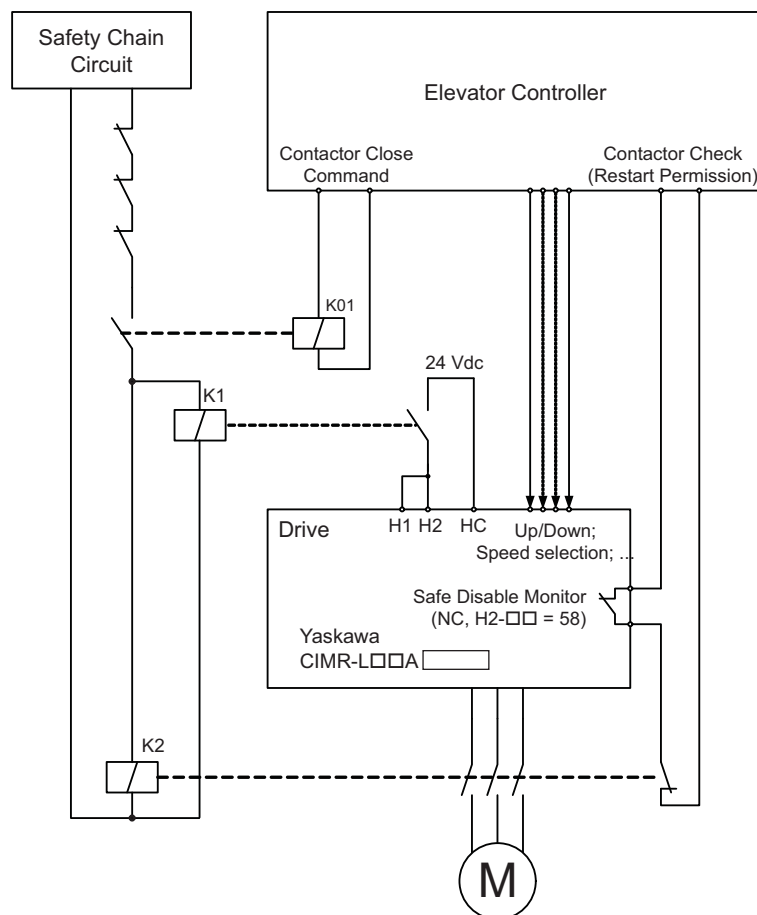 Safety Chain
Circuit
Elevator Controller
Contactor Close
Command
Contactor Check
(Restart Permission)
K01
24 Vdc
K1
Drive
H1 H2 HC
Up/Down;
Speed selection; ...
Safe Disable Monitor
(NC, H2-□□ = 58)
Yaskawa
CIMR-L□□A
K2
M